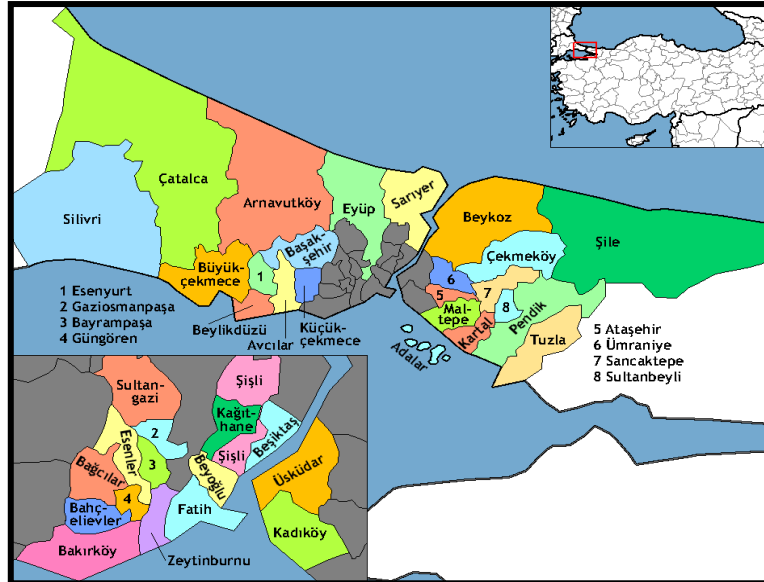 Çatalca
Silivri
Arnavutköy
Eyüp
Sarıyer
Beykoz
Şile
Başak-
şehir
Çekmeköy
Büyük-
çekmece
1
6
5
7
8
Mal-
tepe
Kartal
Pendik
Tuzla
Beylikdüzü
Avcılar
Küçük-
çekmece
Adalar
1 Esenyurt
2 Gaziosmanpaşa
3 Bayrampaşa
4 Güngören
5 Ataşehir
6 Ümraniye
7 Sancaktepe
8 Sultanbeyli
Sultan-
gazi
Şişli
Kağıt-
hane
Beşiktaş
2
Esenler
3
Şişli
Beyoğlu
Üsküdar
Bağcılar
4
Bahç-
elievler
Fatih
Kadıköy
Bakırköy
Zeytinburnu